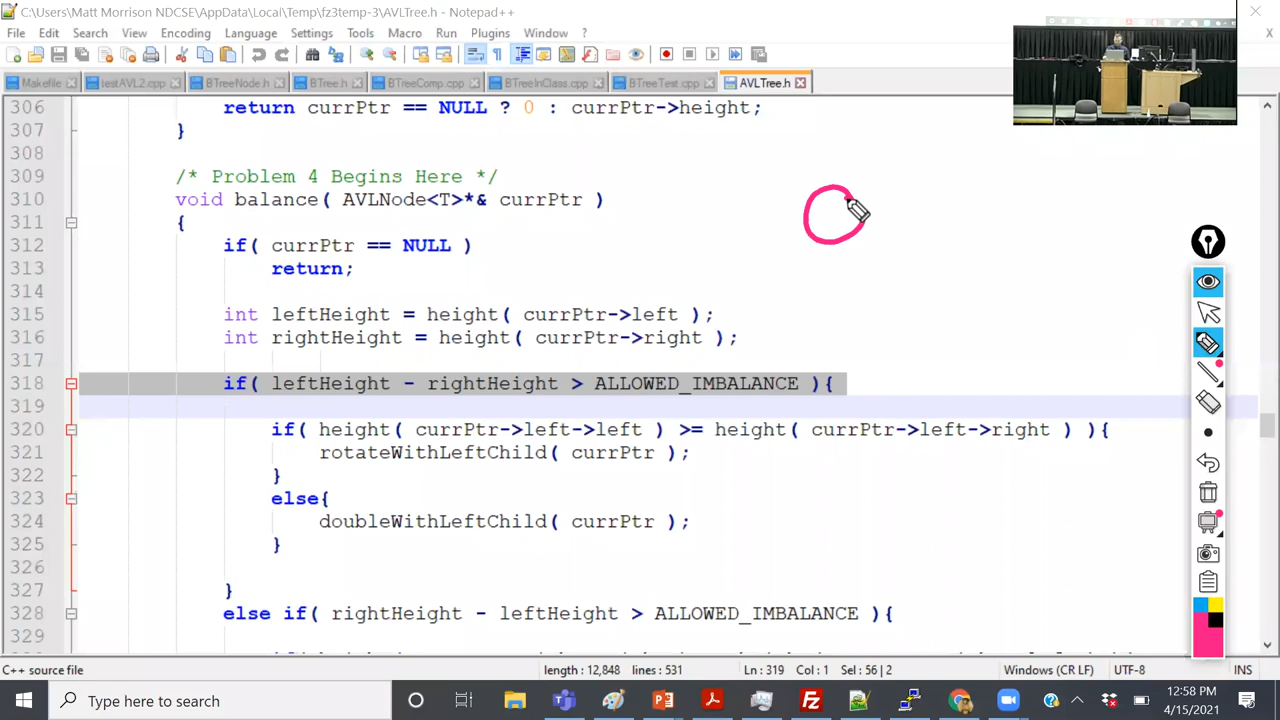 C:\Users\Matt Morrison NDCSE\AppData\Local\Temp\fz3temp-3\AVLTree.h - Notepad++
File Edit Search View Encoding Language Settings Tools Macro Run Plugins Window ?
X
Makefile testAVL2.cpp BTreeNode.h BTree.h BTreeComp.cpp BTreeInClass.cpp BTreeTest.cpp AVLTree.h
306 return currPtr == NULL ? 0 : currPtr->height;
307 }
308
309 /* Problem 4 Begins Here */
310 void balance( AVLNode<T>*& currPtr )
311 {
312 if( currPtr == NULL )
313 return;
314
315 int leftHeight = height( currPtr->left );
316 int rightHeight = height( currPtr->right );
317
318 if( leftHeight - rightHeight > ALLOWED_IMBALANCE ){
319
320 if( height( currPtr->left->left ) >= height( currPtr->left->right ) ){
321 rotateWithLeftChild( currPtr );
322 }
323 else{
324 doubleWithLeftChild( currPtr );
325 }
326
327 }
328 else if( rightHeight - leftHeight > ALLOWED_IMBALANCE ){
329
C++ source file length : 12,848 lines : 531 Ln : 319 Col : 1 Sel : 56 | 2 Windows (CR LF) UTF-8 INS
Type here to search
12:58 PM
4/15/2021